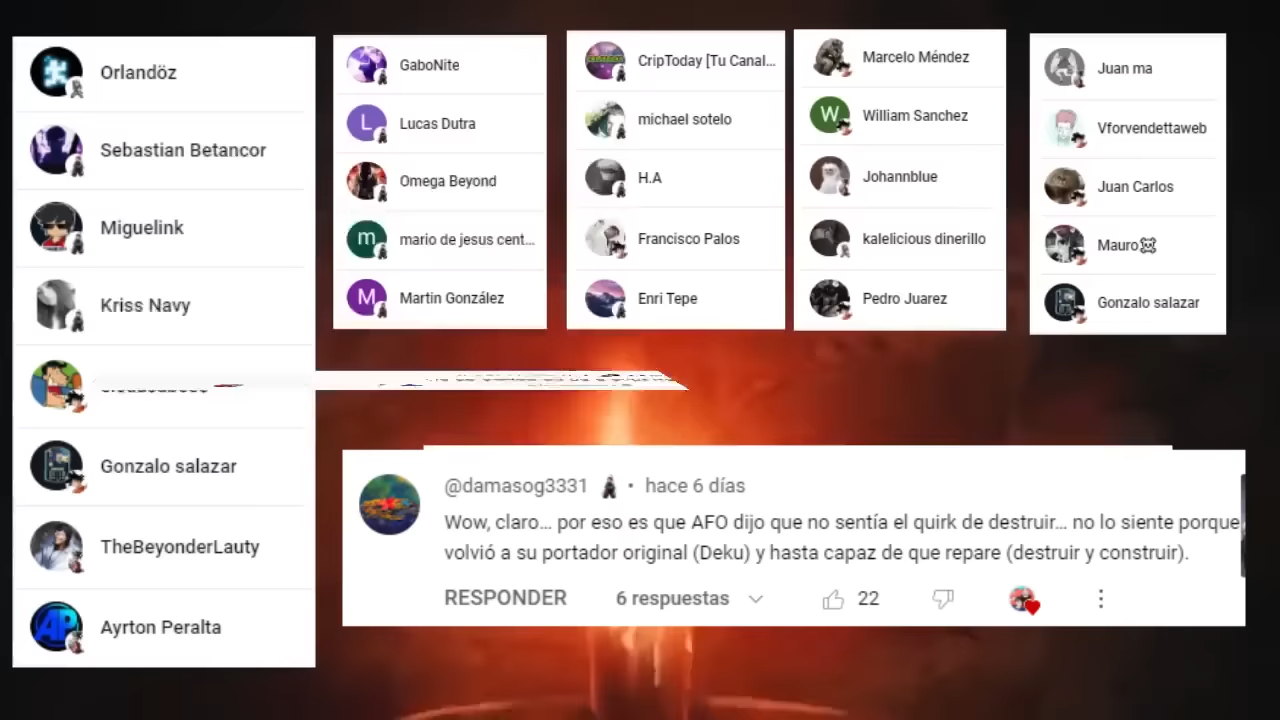 Orlandöz
Sebastian Betancor
Miguelink
Kriss Navy
Gonzalo salazar
TheBeyonderLauty
AP
Ayrton Peralta
GaboNite
L
Lucas Dutra
Omega Beyond
m
mario de jesus cent...
M
Martin González
CripToday [Tu Canal...
michael sotelo
H.A
Francisco Palos
Enri Tepe
Marcelo Méndez
W
William Sanchez
Johannblue
kalelicious dinerillo
Pedro Juarez
Juan ma
Vforvendettaweb
Juan Carlos
Mauro
Gonzalo salazar
@damasog3331 • hace 6 días
Wow, claro... por eso es que AFO dijo que no sentía el quirk de destruir... no lo siente porque
volvió a su portador original (Deku) y hasta capaz de que repare (destruir y construir).
RESPONDER 6 respuestas 22